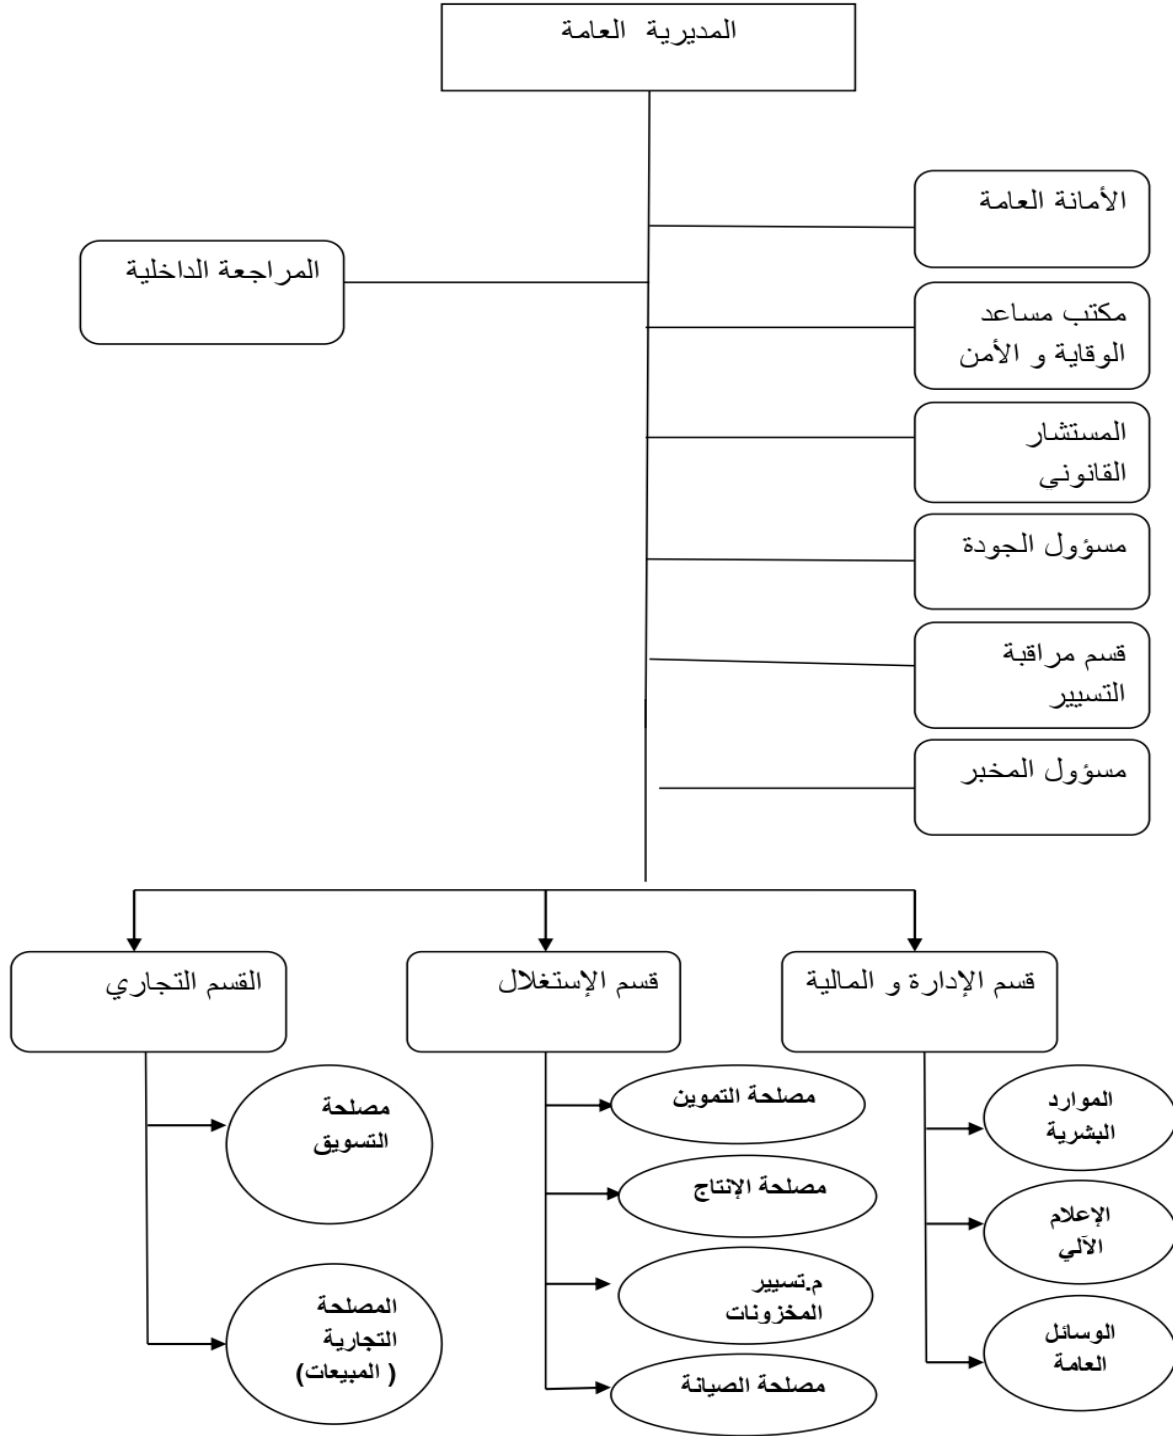 المديرية العامة
الأمانة العامة
المراجعة الداخلية
مكتب مساعد
الوقاية و الأمن
المستشار
القانوني
مسؤول الجودة
قسم مراقبة
التسيير
مسؤول المخبر
قسم الإدارة و المالية
قسم الإستغلال
القسم التجاري
الموارد
البشرية
الإعلام
الآلي
الوسائل
العامة
مصلحة التموين
مصلحة الإنتاج
م.تسيير
المخزونات
مصلحة الصيانة
مصلحة
التسويق
المصلحة
التجارية
( المبيعات)